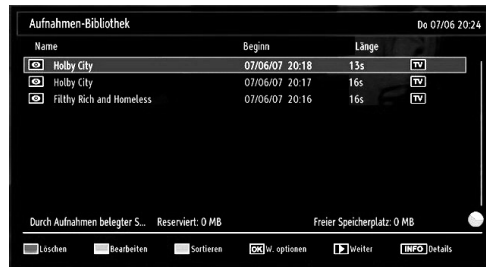 Aufnahmen-Bibliothek Do 07/06 20:24
Name Beginn Länge
Holby City 07/06/07 20:18 13s TV
Holby City 07/06/07 20:17 16s TV
Filthy Rich and Homeless 07/06/07 20:16 16s TV
Durch Aufnahmen belegter S... Reserviert: 0 MB Freier Speicherplatz: 0 MB
Löschen Bearbeiten Sortieren OK W. optionen Weiter INFO Details